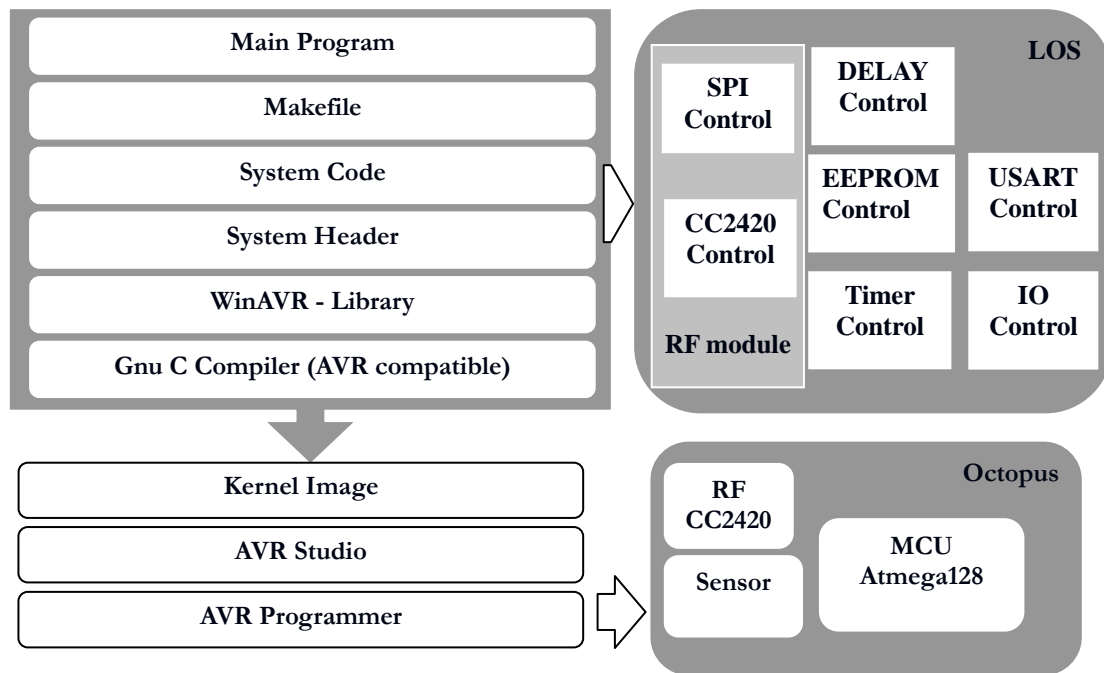 Main Program
Makefile
System Code
System Header
WinAVR - Library
Gnu C Compiler (AVR compatible)
LOS
SPI
Control
DELAY
Control
EEPROM
Control
USART
Control
CC2420
Control
Timer
Control
IO
Control
RF module
Kernel Image
AVR Studio
AVR Programmer
Octopus
RF
CC2420
MCU
Atmega128
Sensor